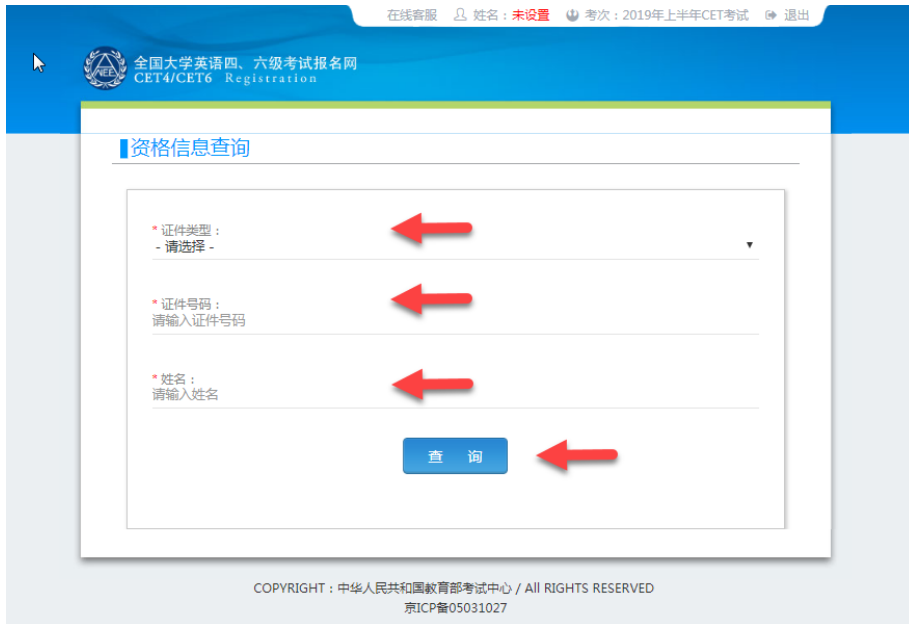 在线客服 姓名：未设置 考次：2019年上半年CET考试 退出
NEEA
全国大学英语四、六级考试报名网
CET4/CET6 Registration
资格信息查询
* 证件类型：
- 请选择 -
* 证件号码：
请输入证件号码
* 姓名：
请输入姓名
查 询
COPYRIGHT：中华人民共和国教育部考试中心 / All RIGHTS RESERVED
京ICP备05031027